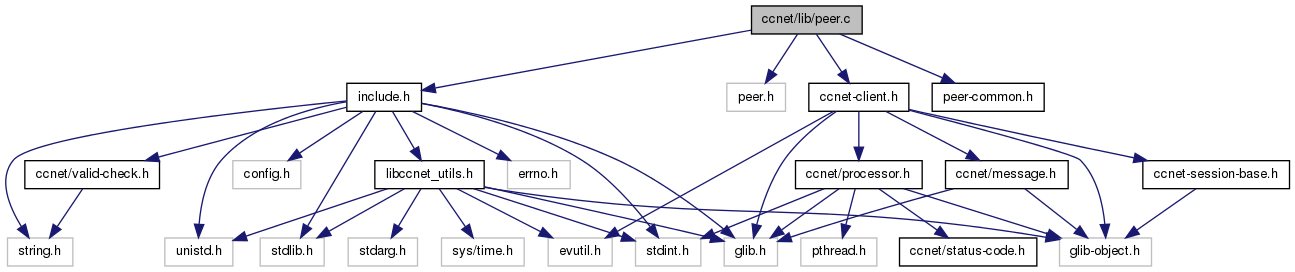 ccnet/lib/peer.c
include.h
peer.h
ccnet-client.h
peer-common.h
ccnet/valid-check.h
config.h
libccnet_utils.h
errno.h
ccnet/processor.h
ccnet/message.h
ccnet-session-base.h
string.h
unistd.h
stdlib.h
stdarg.h
sys/time.h
evutil.h
stdint.h
glib.h
pthread.h
ccnet/status-code.h
glib-object.h